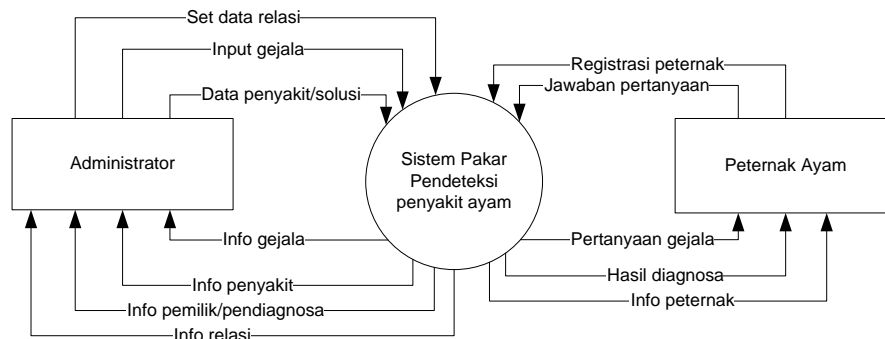 Set data relasi
Input gejala
Registrasi peternak
Jawaban pertanyaan
Data penyakit/solusi
Administrator
Sistem Pakar
Pendeteksi
penyakit ayam
Peternak Ayam
Info gejala
Pertanyaan gejala
Info penyakit
Hasil diagnosa
Info pemilik/pendiagnosa
Info peternak
Info relasi